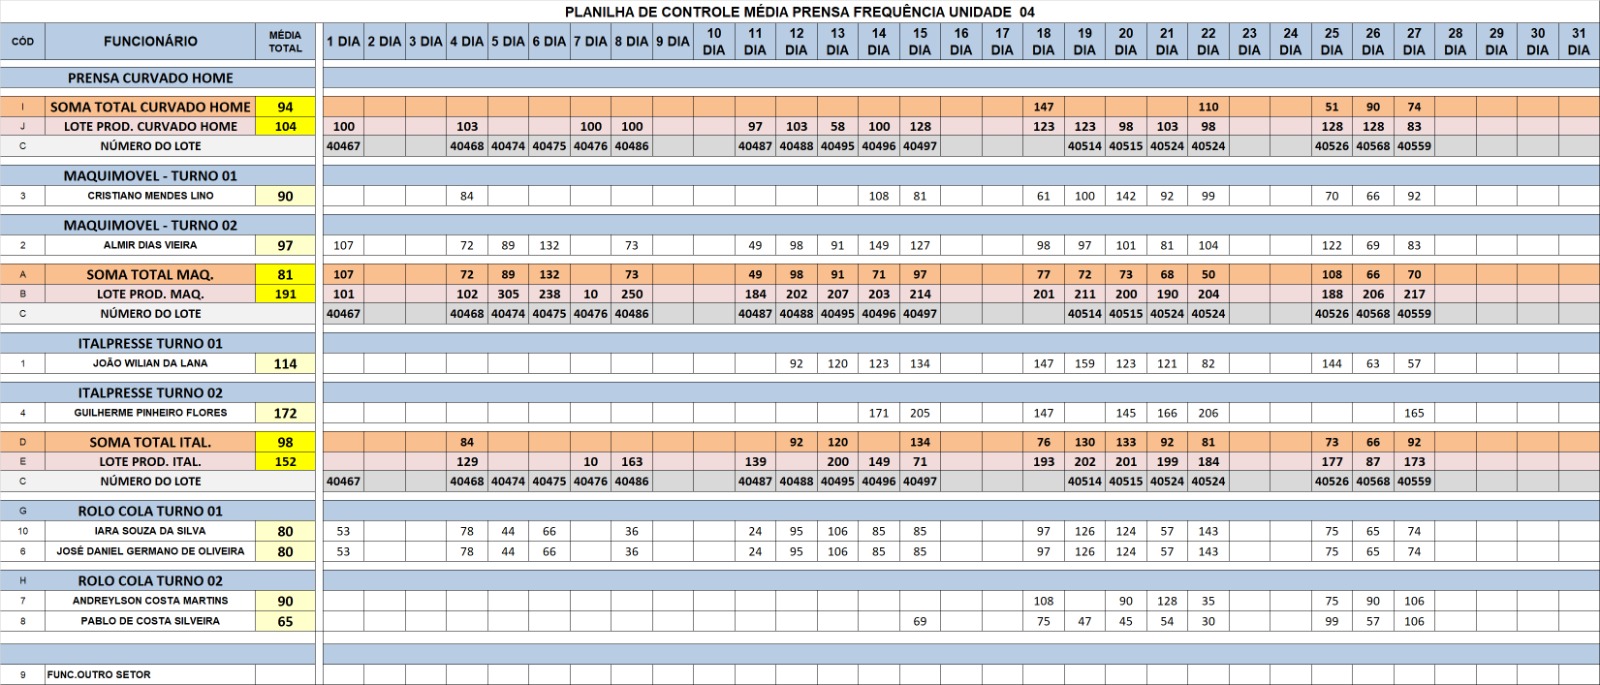 PLANILHA DE CONTROLE MÉDIA PRENSA FREQUÊNCIA UNIDADE 04
CÓD FUNCIONÁRIO MÉDIA TOTAL 1 DIA 2 DIA 3 DIA 4 DIA 5 DIA 6 DIA 7 DIA 8 DIA 9 DIA 10 DIA 11 DIA 12 DIA 13 DIA 14 DIA 15 DIA 16 DIA 17 DIA 18 DIA 19 DIA 20 DIA 21 DIA 22 DIA 23 DIA 24 DIA 25 DIA 26 DIA 27 DIA 28 DIA 29 DIA 30 DIA 31 DIA
PRENSA CURVADO HOME
I SOMA TOTAL CURVADO HOME 94 147 110 51 90 74
J LOTE PROD. CURVADO HOME 104 100 103 100 100 97 103 58 100 128 123 123 98 103 98 128 128 83
C NÚMERO DO LOTE 40467 40468 40474 40475 40476 40486 40487 40488 40495 40496 40497 40514 40515 40524 40524 40526 40568 40559
MAQUIMOVEL - TURNO 01
3 CRISTIANO MENDES LINO 90 84 108 81 61 100 142 92 99 70 66 92
MAQUIMOVEL - TURNO 02
2 ALMIR DIAS VIEIRA 97 107 72 89 132 73 49 98 91 149 127 98 97 101 81 104 122 69 83
A SOMA TOTAL MAQ. 81 107 72 89 132 73 49 98 91 71 97 77 72 73 68 50 108 66 70
B LOTE PROD. MAQ. 191 101 102 305 238 10 250 184 202 207 203 214 201 211 200 190 204 188 206 217
C NÚMERO DO LOTE 40467 40468 40474 40475 40476 40486 40487 40488 40495 40496 40497 40514 40515 40524 40524 40526 40568 40559
ITALPRESSE TURNO 01
1 JOÃO WILIAN DA LANA 114 92 120 123 134 147 159 123 121 82 144 63 57
ITALPRESSE TURNO 02
4 GUILHERME PINHEIRO FLORES 172 171 205 147 145 166 206 165
D SOMA TOTAL ITAL. 98 84 92 120 134 76 130 133 92 81 73 66 92
E LOTE PROD. ITAL. 152 129 10 163 139 200 149 71 193 202 201 199 184 177 87 173
C NÚMERO DO LOTE 40467 40468 40474 40475 40476 40486 40487 40488 40495 40496 40497 40514 40515 40524 40524 40526 40568 40559
G ROLO COLA TURNO 01
10 IARA SOUZA DA SILVA 80 53 78 44 66 36 24 95 106 85 85 97 126 124 57 143 75 65 74
6 JOSÉ DANIEL GERMANO DE OLIVEIRA 80 53 78 44 66 36 24 95 106 85 85 97 126 124 57 143 75 65 74
H ROLO COLA TURNO 02
7 ANDREYLSON COSTA MARTINS 90 108 90 128 35 75 90 106
8 PABLO DE COSTA SILVEIRA 65 69 75 47 45 54 30 99 57 106
9 FUNC.OUTRO SETOR